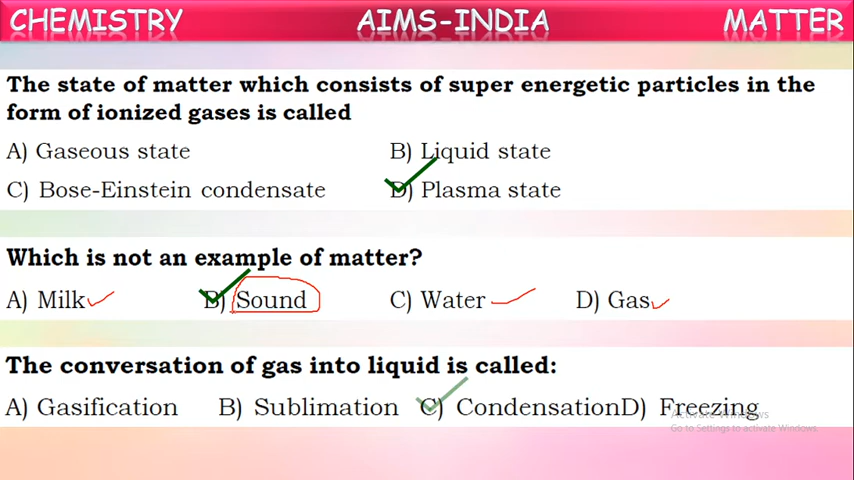 CHEMISTRY AIMS-INDIA MATTER
The state of matter which consists of super energetic particles in the
form of ionized gases is called
A) Gaseous state B) Liquid state
C) Bose-Einstein condensate D) Plasma state
Which is not an example of matter?
A) Milk B) Sound C) Water D) Gas
The conversation of gas into liquid is called:
A) Gasification B) Sublimation C) Condensation D) Freezing
Activate Windows
Go to Settings to activate Windows.